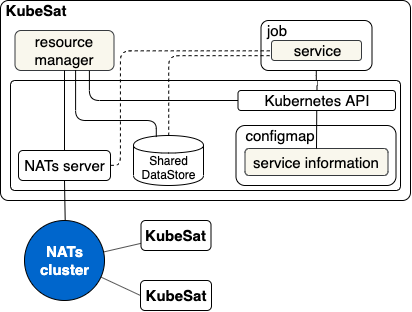 KubeSat
resource
manager
job
service
Kubernetes API
configmap
service information
NATs server
Shared
DataStore
NATs
cluster
KubeSat
KubeSat